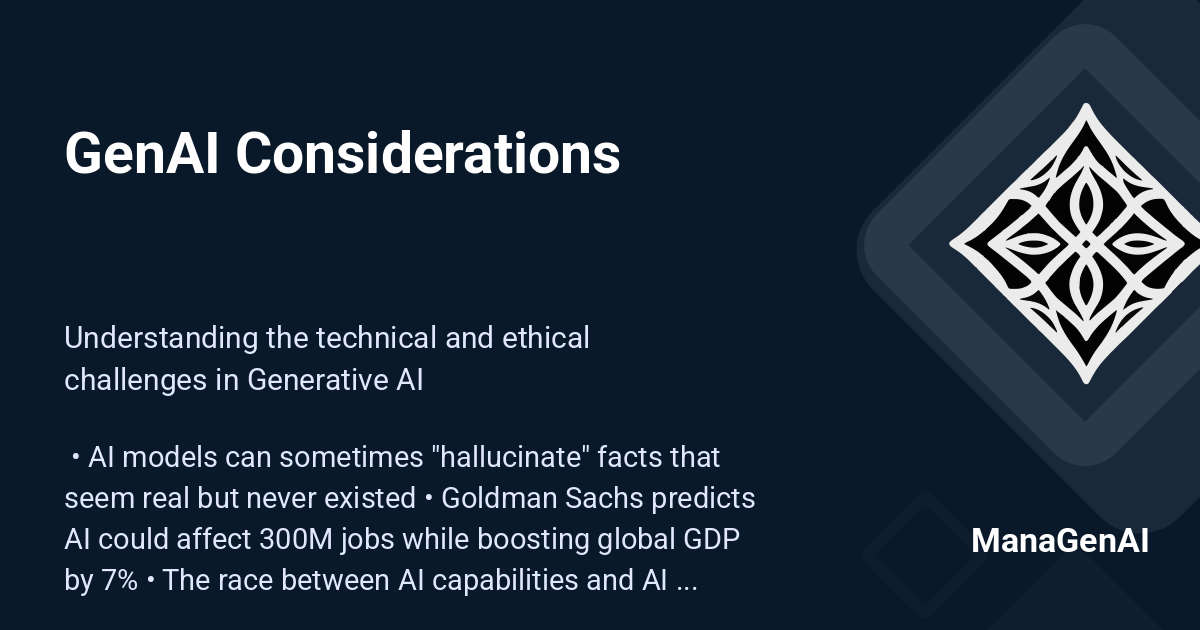 GenAI Considerations
Understanding the technical and ethical
challenges in Generative AI
• AI models can sometimes "hallucinate" facts that
seem real but never existed • Goldman Sachs predicts
AI could affect 300M jobs while boosting global GDP
by 7% • The race between AI capabilities and AI ...
ManaGenAI